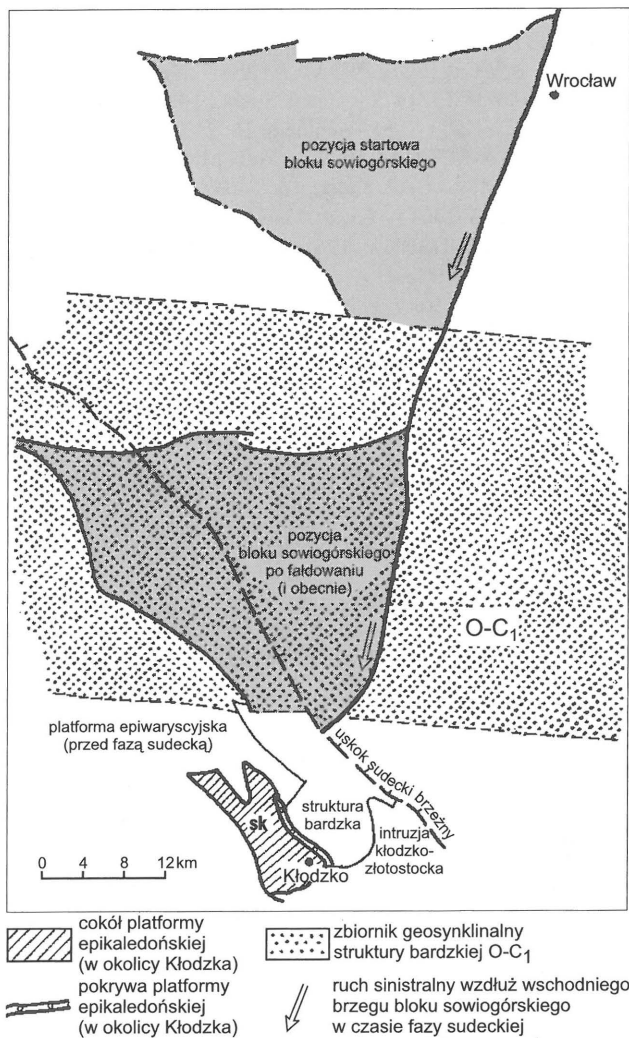 Wrocław
pozycja startowa
bloku sowiogórskiego
pozycja
bloku sowiogórskiego
po fałdowaniu
(i obecnie)
O-C1
platforma epiwaryscyjska
(przed fazą sudecką)
uskok sudecki brzeżny
sk
struktura
bardzka
intruzja
kłodzko-
złotostocka
Kłodzko
0 4 8 12km
cokół platformy
epikaledońskiej
(w okolicy Kłodzka)
pokrywa platformy
epikaledońskiej
(w okolicy Kłodzka)
zbiornik geosynklinalny
struktury bardzkiej O-C1
ruch sinistralny wzdłuż wschodniego
brzegu bloku sowiogórskiego
w czasie fazy sudeckiej